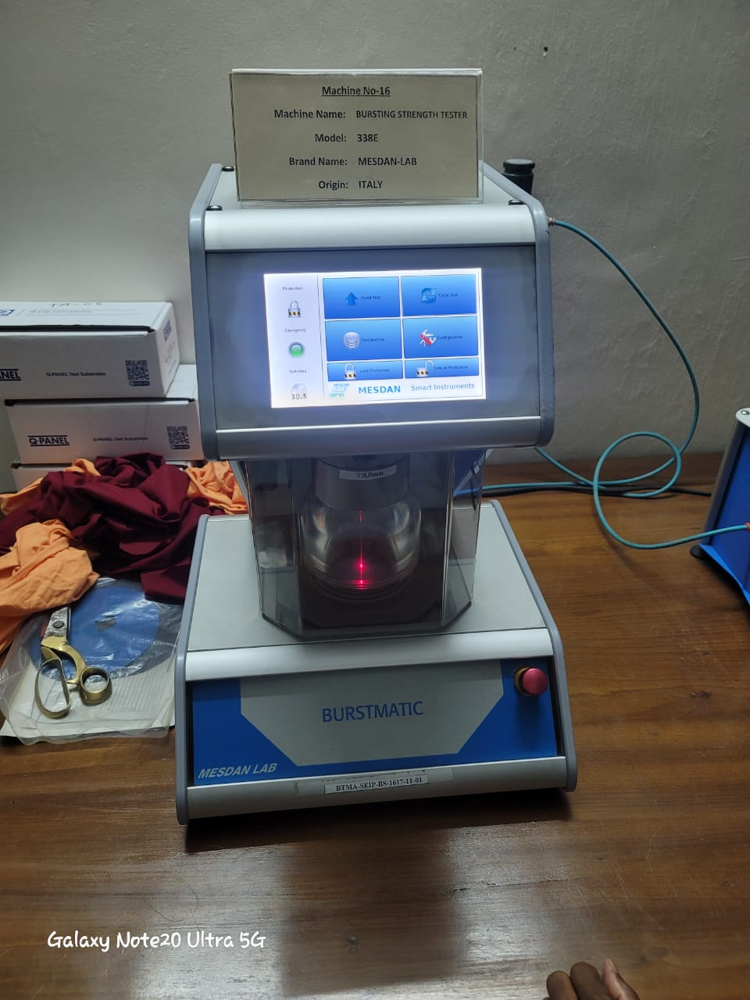 Machine No-16
Machine Name: BURSTING STRENGTH TESTER
Model: 338E
Brand Name: MESDAN-LAB
Origin: ITALY
Protection
Burst Test
Cycle Test
Emergency
Test Archive
Configuration
Test Area
Lock Protection
Unlock Protection
30.5
MESDAN Smart Instruments
79,8mm
Q-PANEL Test Substrates
Q-PANEL
Q-PANEL Test Substrates
BURSTMATIC
MESDAN LAB
BTMA-SEIP-BS-1617-11-01
Galaxy Note20 Ultra 5G